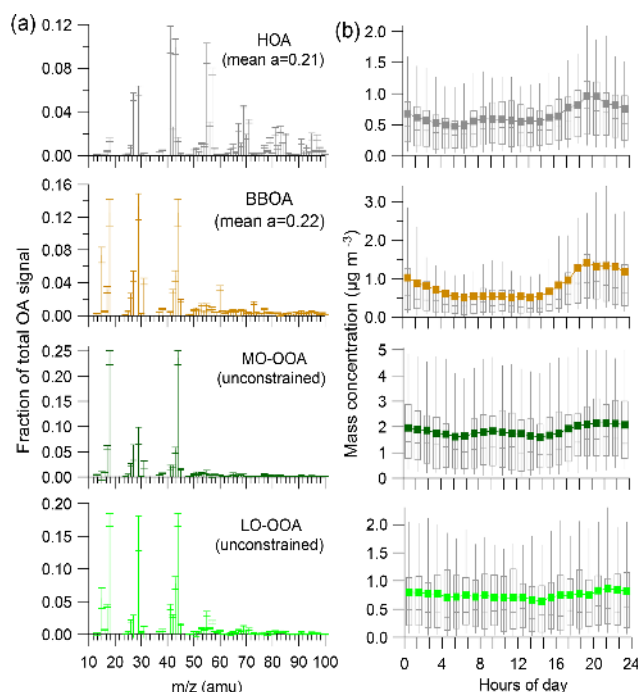 (a)
0.12
0.08
0.04
0.00
HOA
(mean a=0.21)
0.16
0.12
0.08
0.04
0.00
BBOA
(mean a=0.22)
0.25
0.20
0.15
0.10
0.05
0.00
MO-OOA
(unconstrained)
0.20
0.15
0.10
0.05
0.00
LO-OOA
(unconstrained)
10 20 30 40 50 60 70 80 90 100
m/z (amu)
Fraction of total OA signal
(b)
2.0
1.5
1.0
0.5
0.0
3.0
2.0
1.0
0.0
5
4
3
2
1
0
2.0
1.5
1.0
0.5
0.0
0 4 8 12 16 20 24
Hours of day
Mass concentration (µg m⁻³)